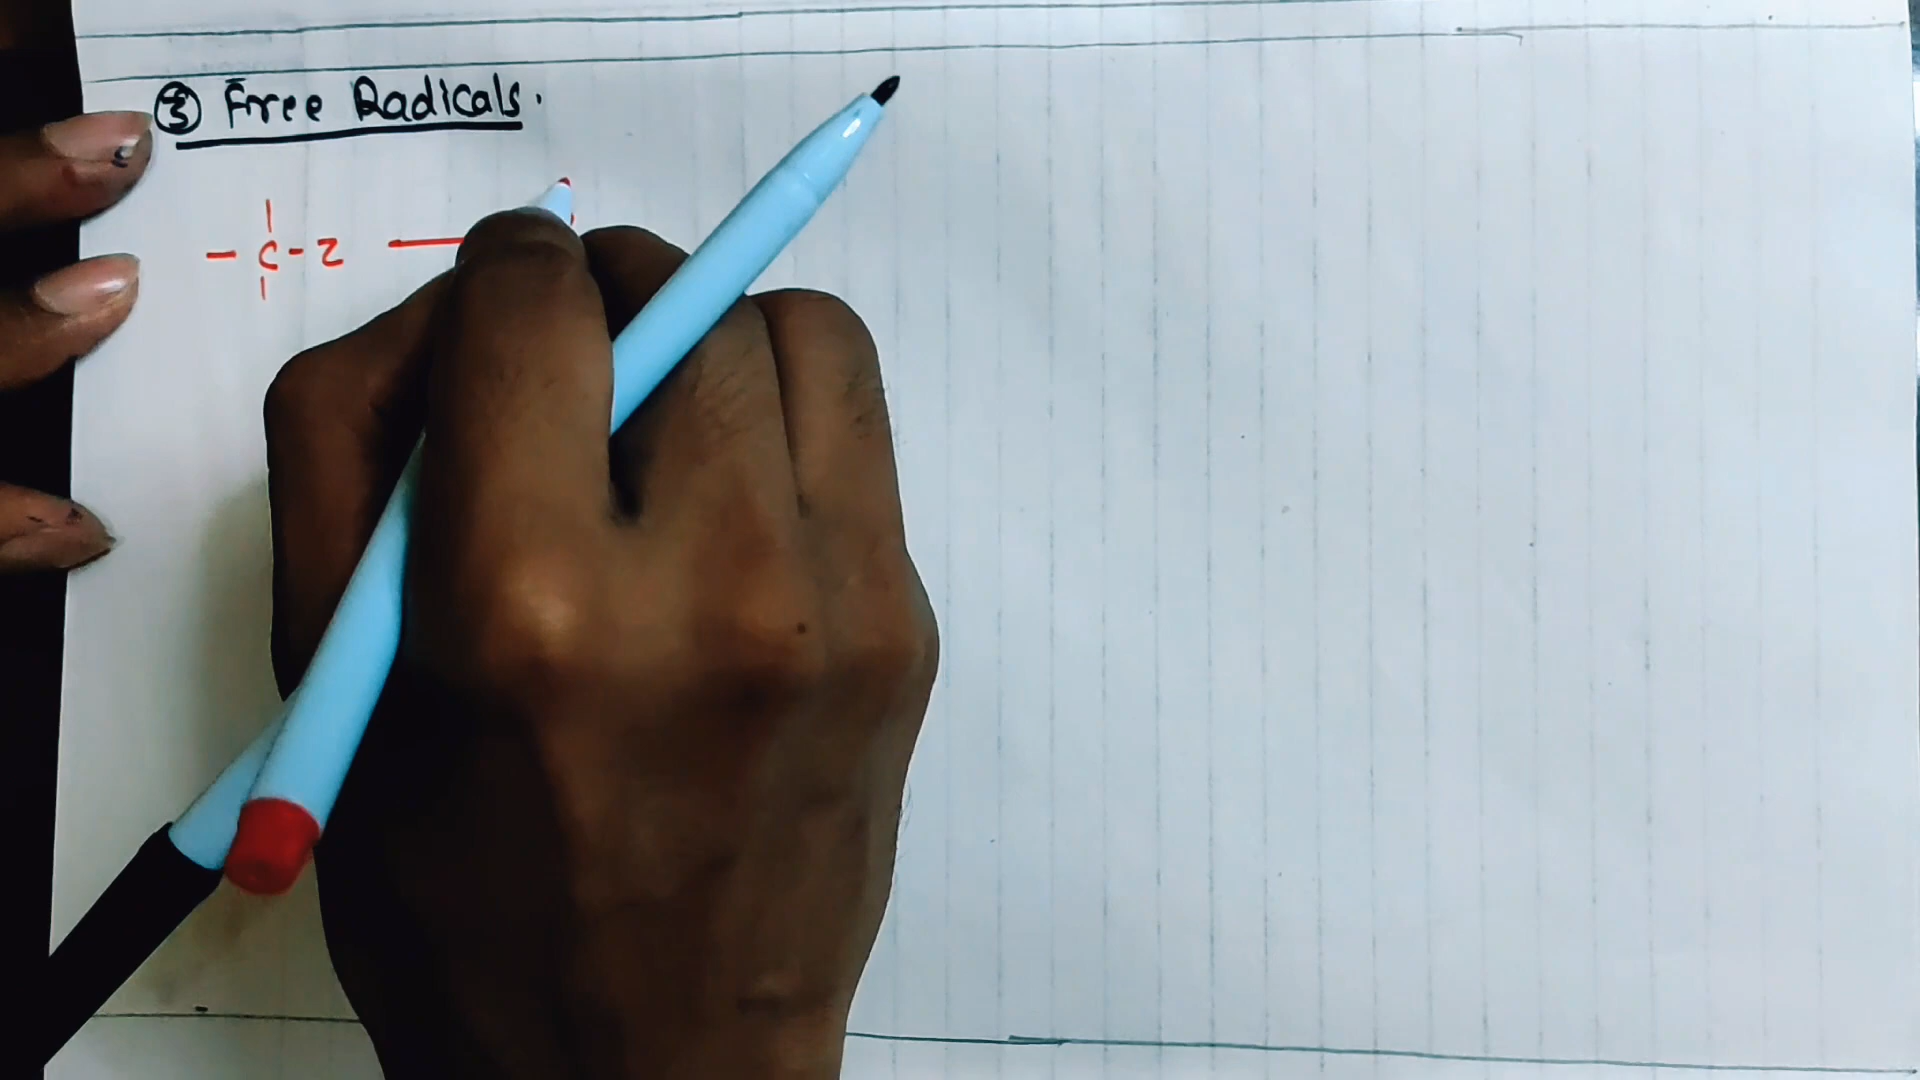 ③ Free Radicals.
|
- C - Z —
|